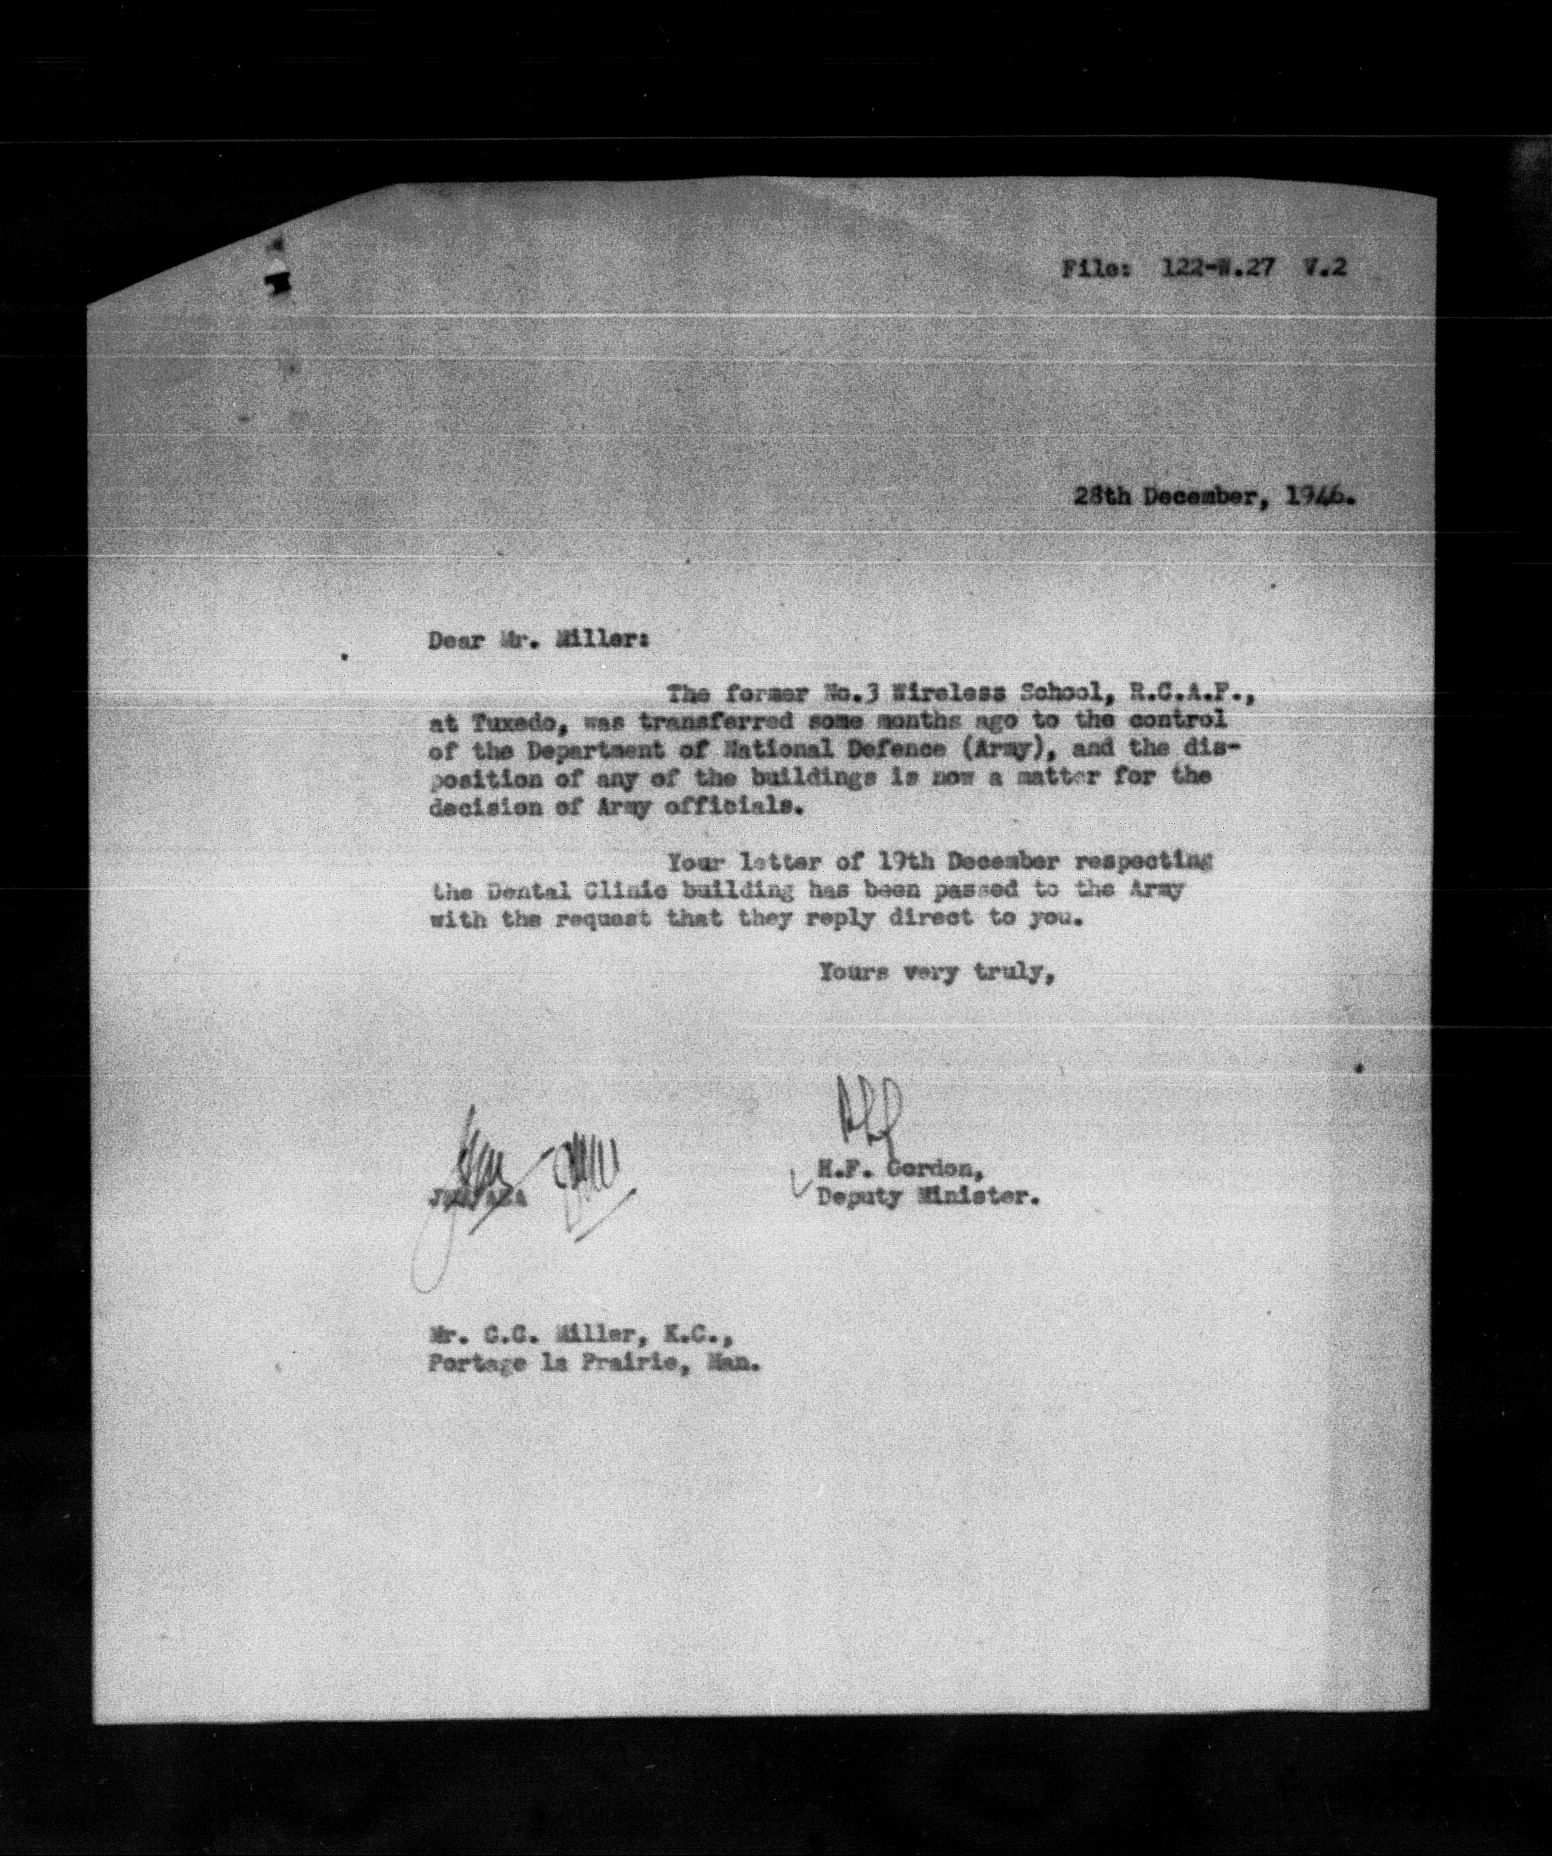 File: 122-W.27 V.2
28th December, 1946.
Dear Mr. Miller:
The former No.3 Wireless School, R.C.A.F.,
at Tuxedo, was transferred some months ago to the control
of the Department of National Defence (Army), and the dis-
position of any of the buildings is now a matter for the
decision of Army officials.
Your letter of 19th December respecting
the Dental Clinic building has been passed to the Army
with the request that they reply direct to you.
Yours very truly,
H.F. Gordon,
Deputy Minister.
Mr. C.C. Miller, K.C.,
Portage la Prairie, Man.